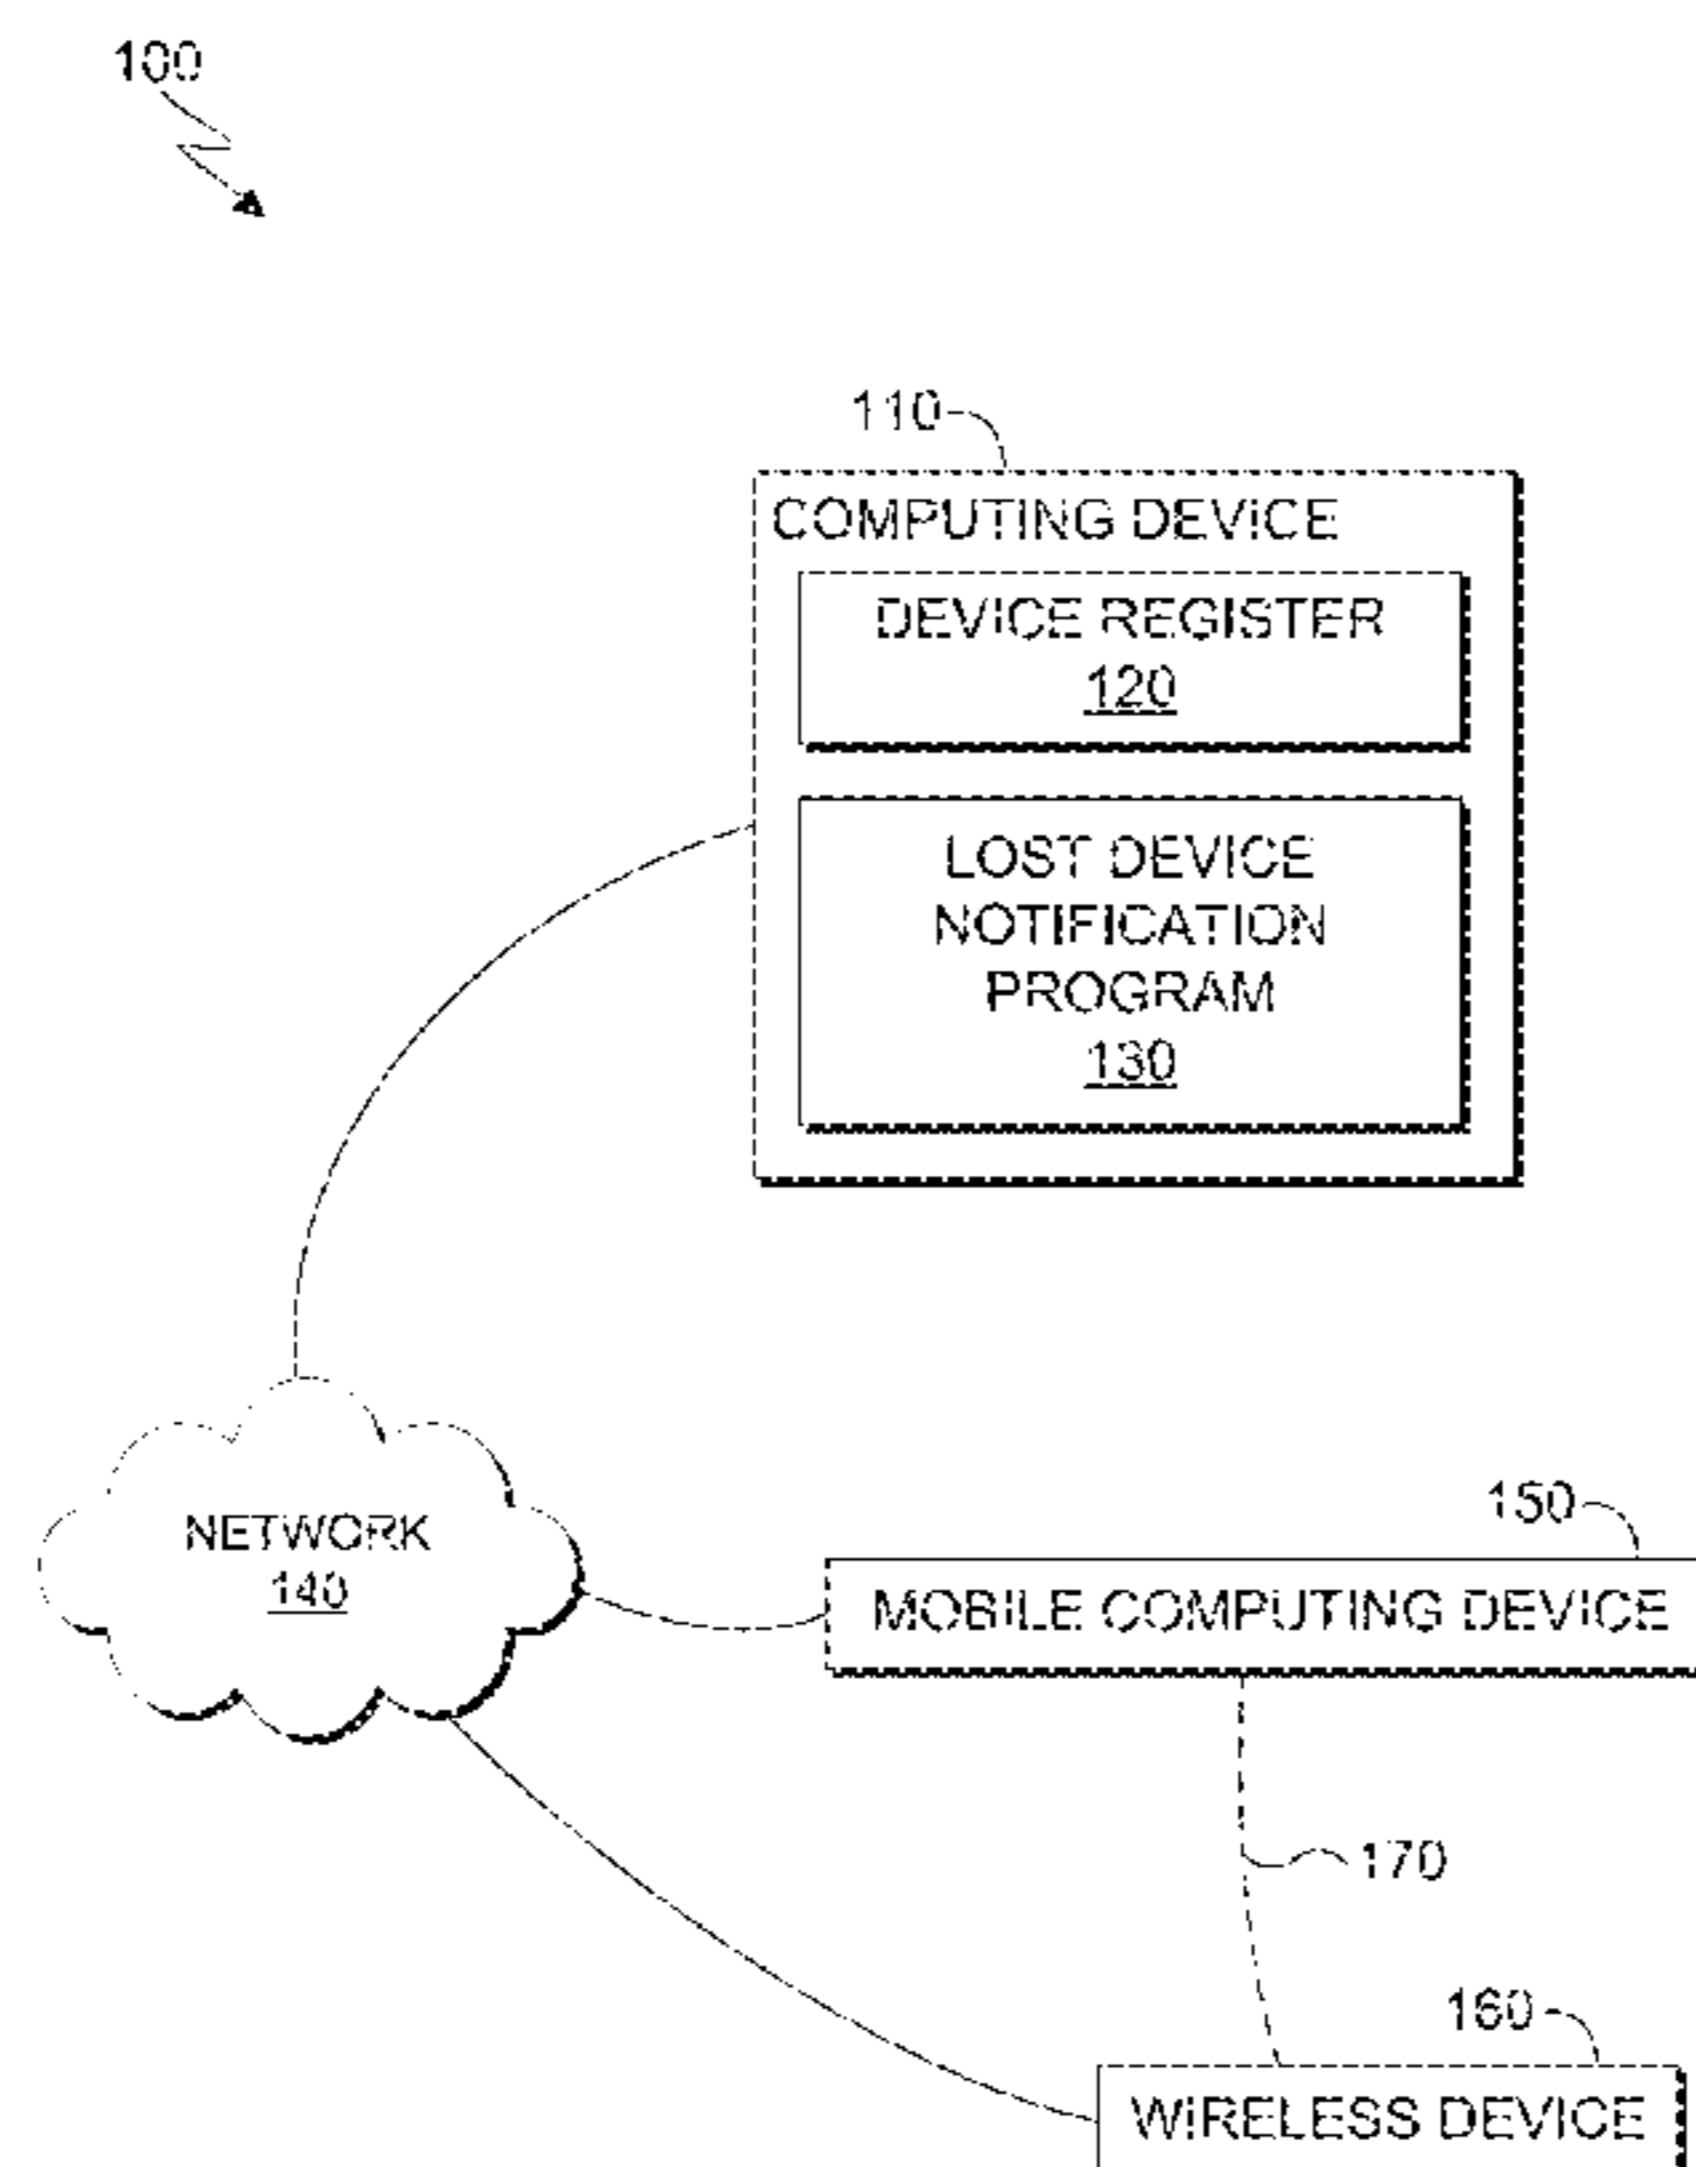 100
110
COMPUTING DEVICE
DEVICE REGISTER
120
LOST DEVICE
NOTIFICATION
PROGRAM
130
NETWORK
140
150
MOBILE COMPUTING DEVICE
170
160
WIRELESS DEVICE